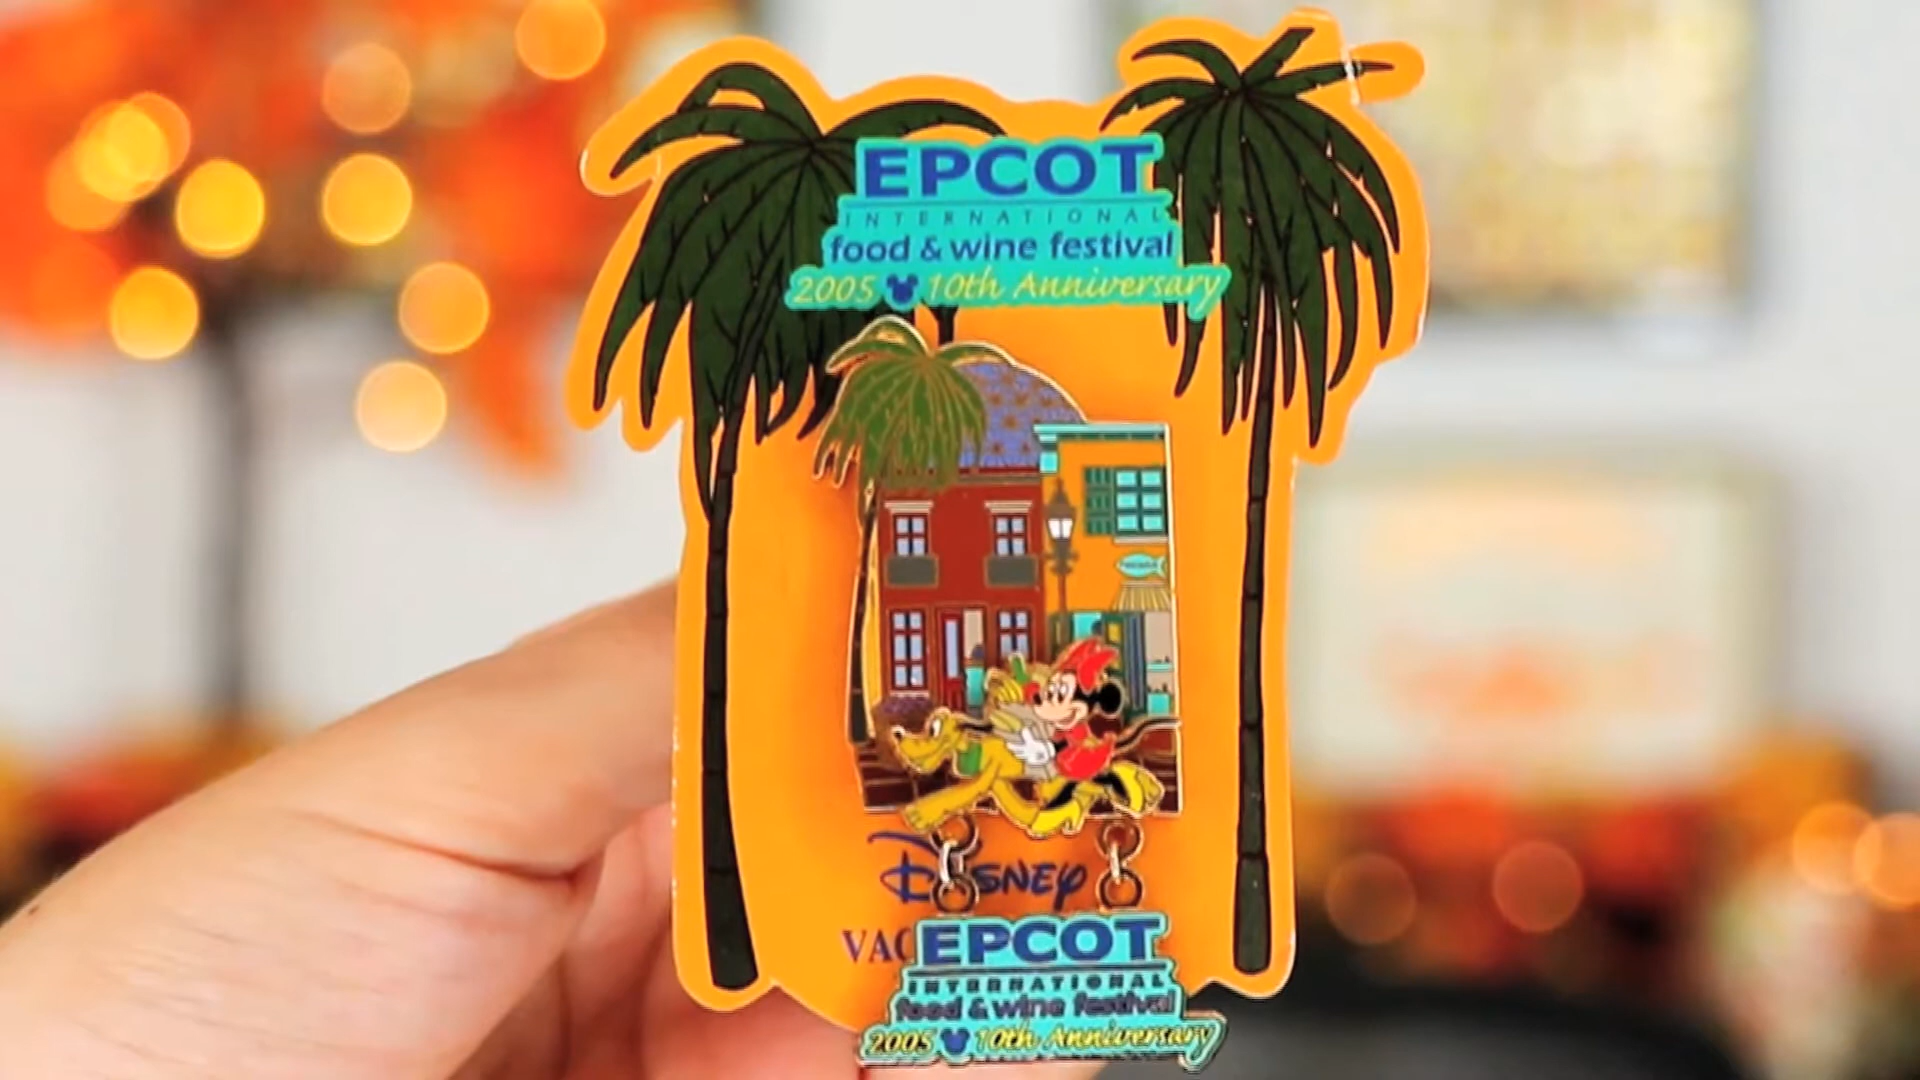 EPCOT
INTERNATIONAL
food & wine festival
2005 10th Anniversary
DISNEY
VAC
EPCOT
INTERNATIONAL
food & wine festival
2005 10th Anniversary